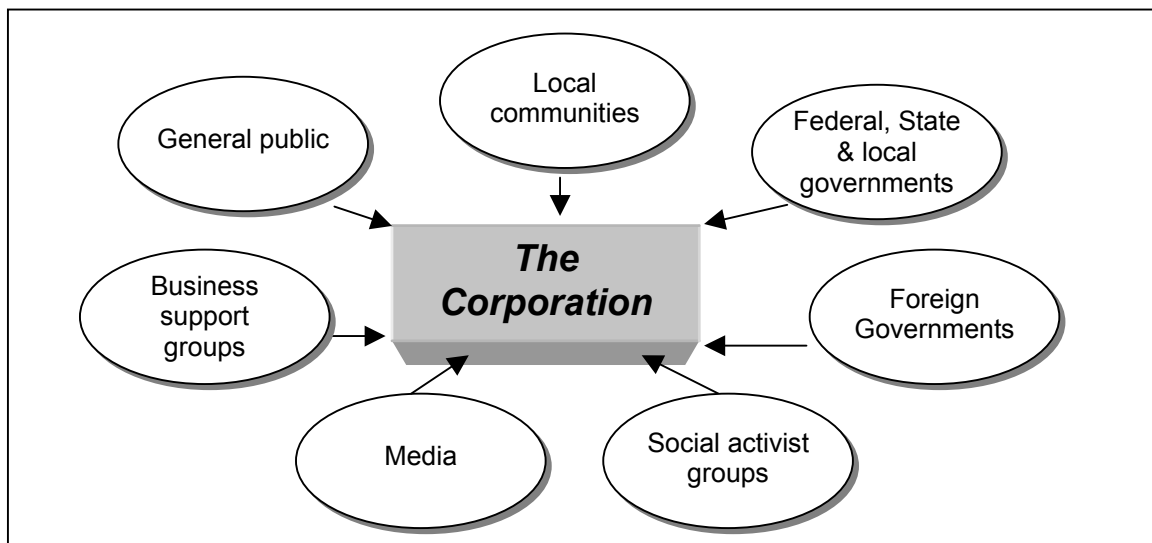 Local
communities
General public
Federal, State
& local
governments
The
Corporation
Business
support
groups
Foreign
Governments
Media
Social activist
groups